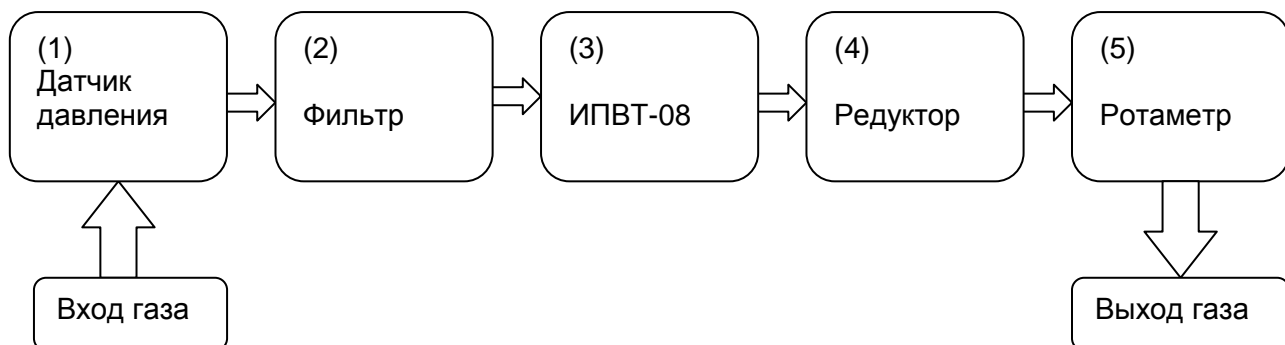 (1)
Датчик
давления
(2)
Фильтр
(3)
ИПВТ-08
(4)
Редуктор
(5)
Ротаметр
Вход газа
Выход газа